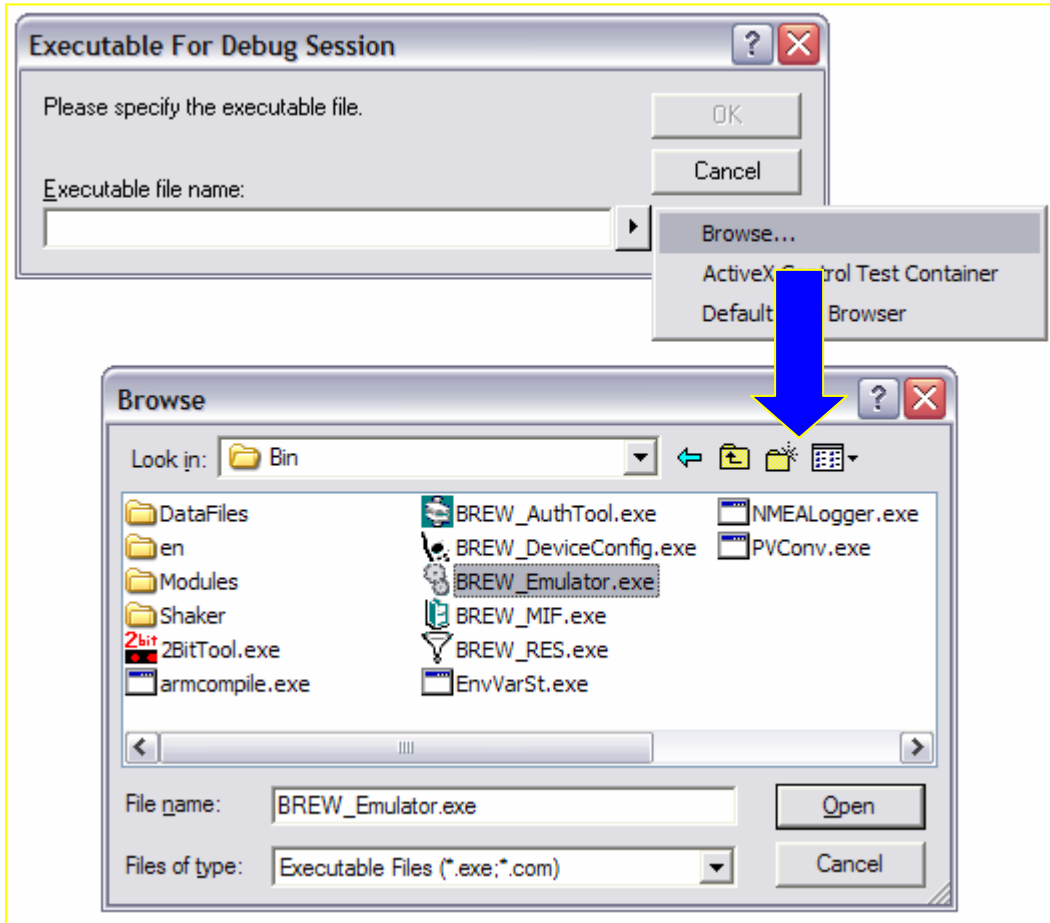 Executable For Debug Session
Please specify the executable file.
OK
Cancel
Executable file name:
Browse...
ActiveX Control Test Container
Default Browser
Browse
Look in: Bin
DataFiles
en
Modules
Shaker
2bit 2BitTool.exe
armcompile.exe
BREW_AuthTool.exe
BREW_DeviceConfig.exe
BREW_Emulator.exe
BREW_MIF.exe
BREW_RES.exe
EnvVarSt.exe
NMEALogger.exe
PVConv.exe
File name: BREW_Emulator.exe
Open
Files of type: Executable Files (*.exe;*.com)
Cancel